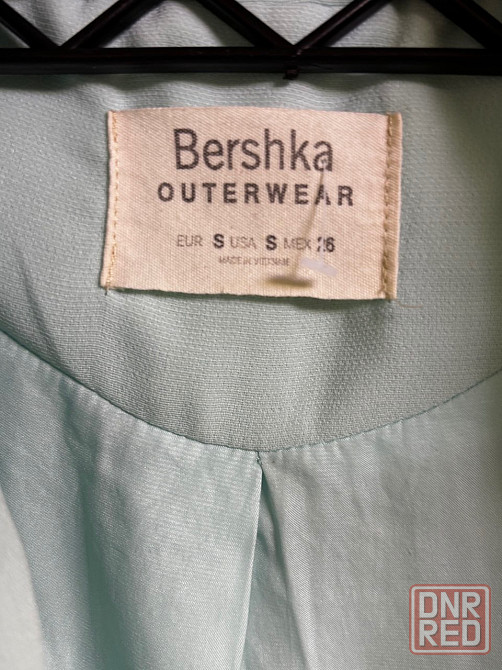 Bershka
OUTERWEAR
EUR S USA S MEX 26
MADE IN VIETNAM
DNR
RED